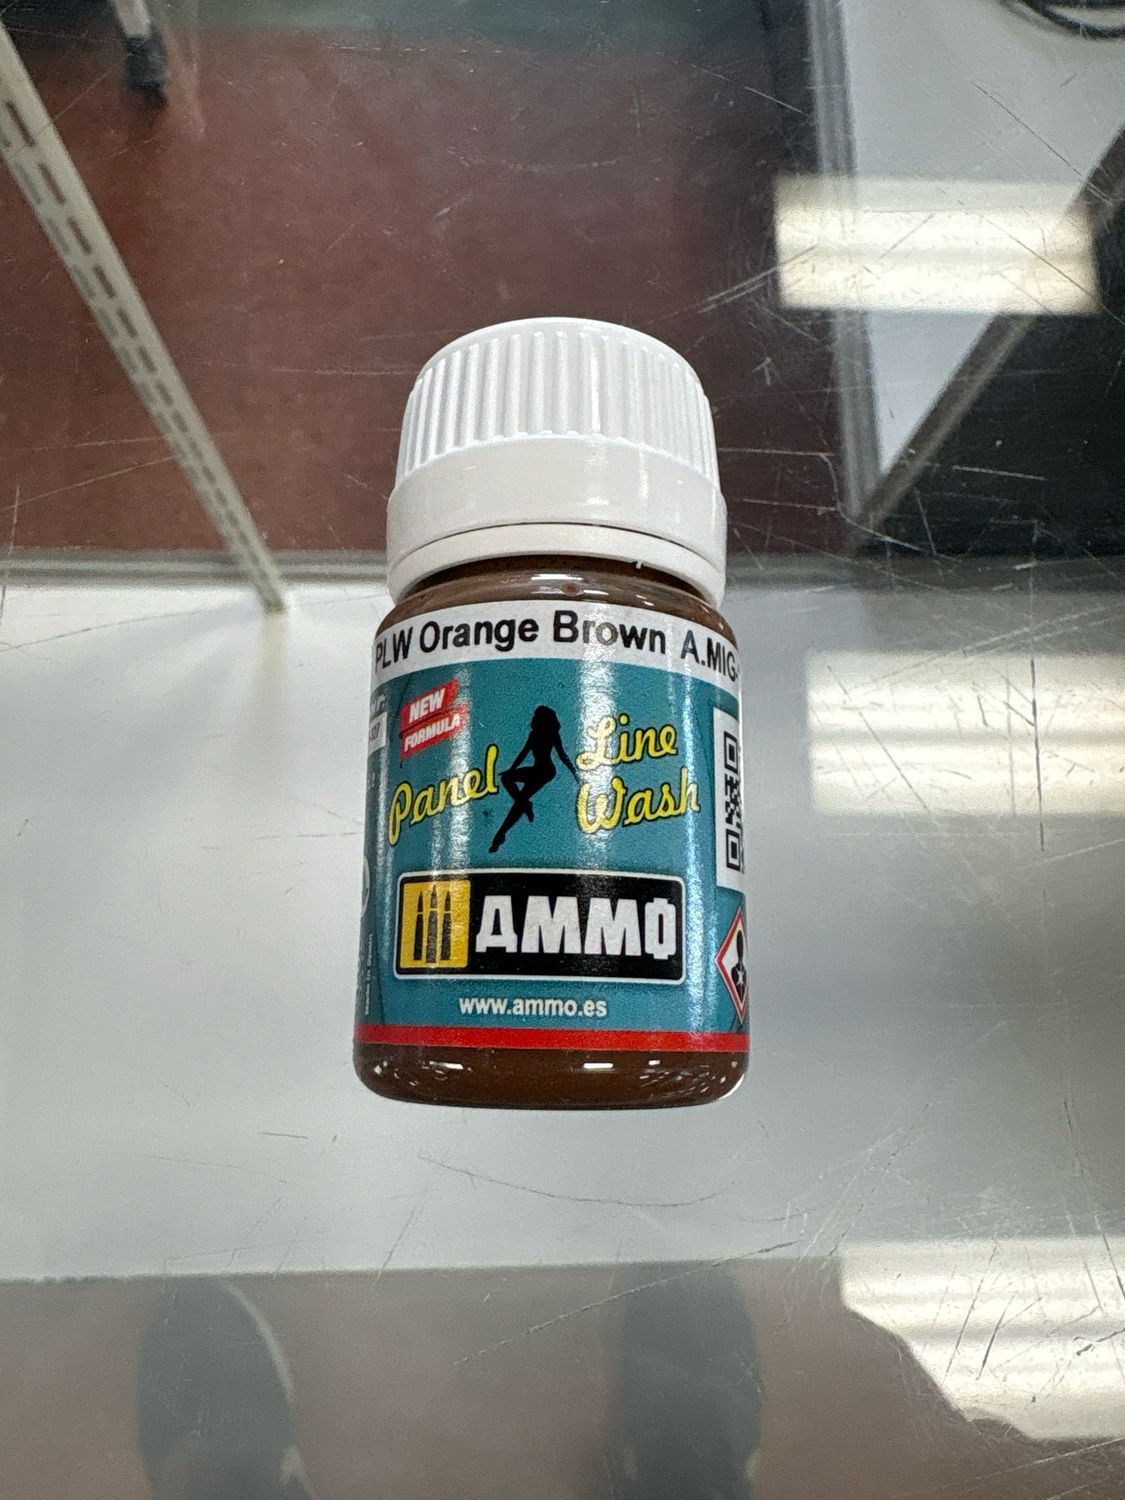 PLW Orange Brown A.MIG-
NEW
FORMULA
Panel Line
Wash
AMMO
www.ammo.es